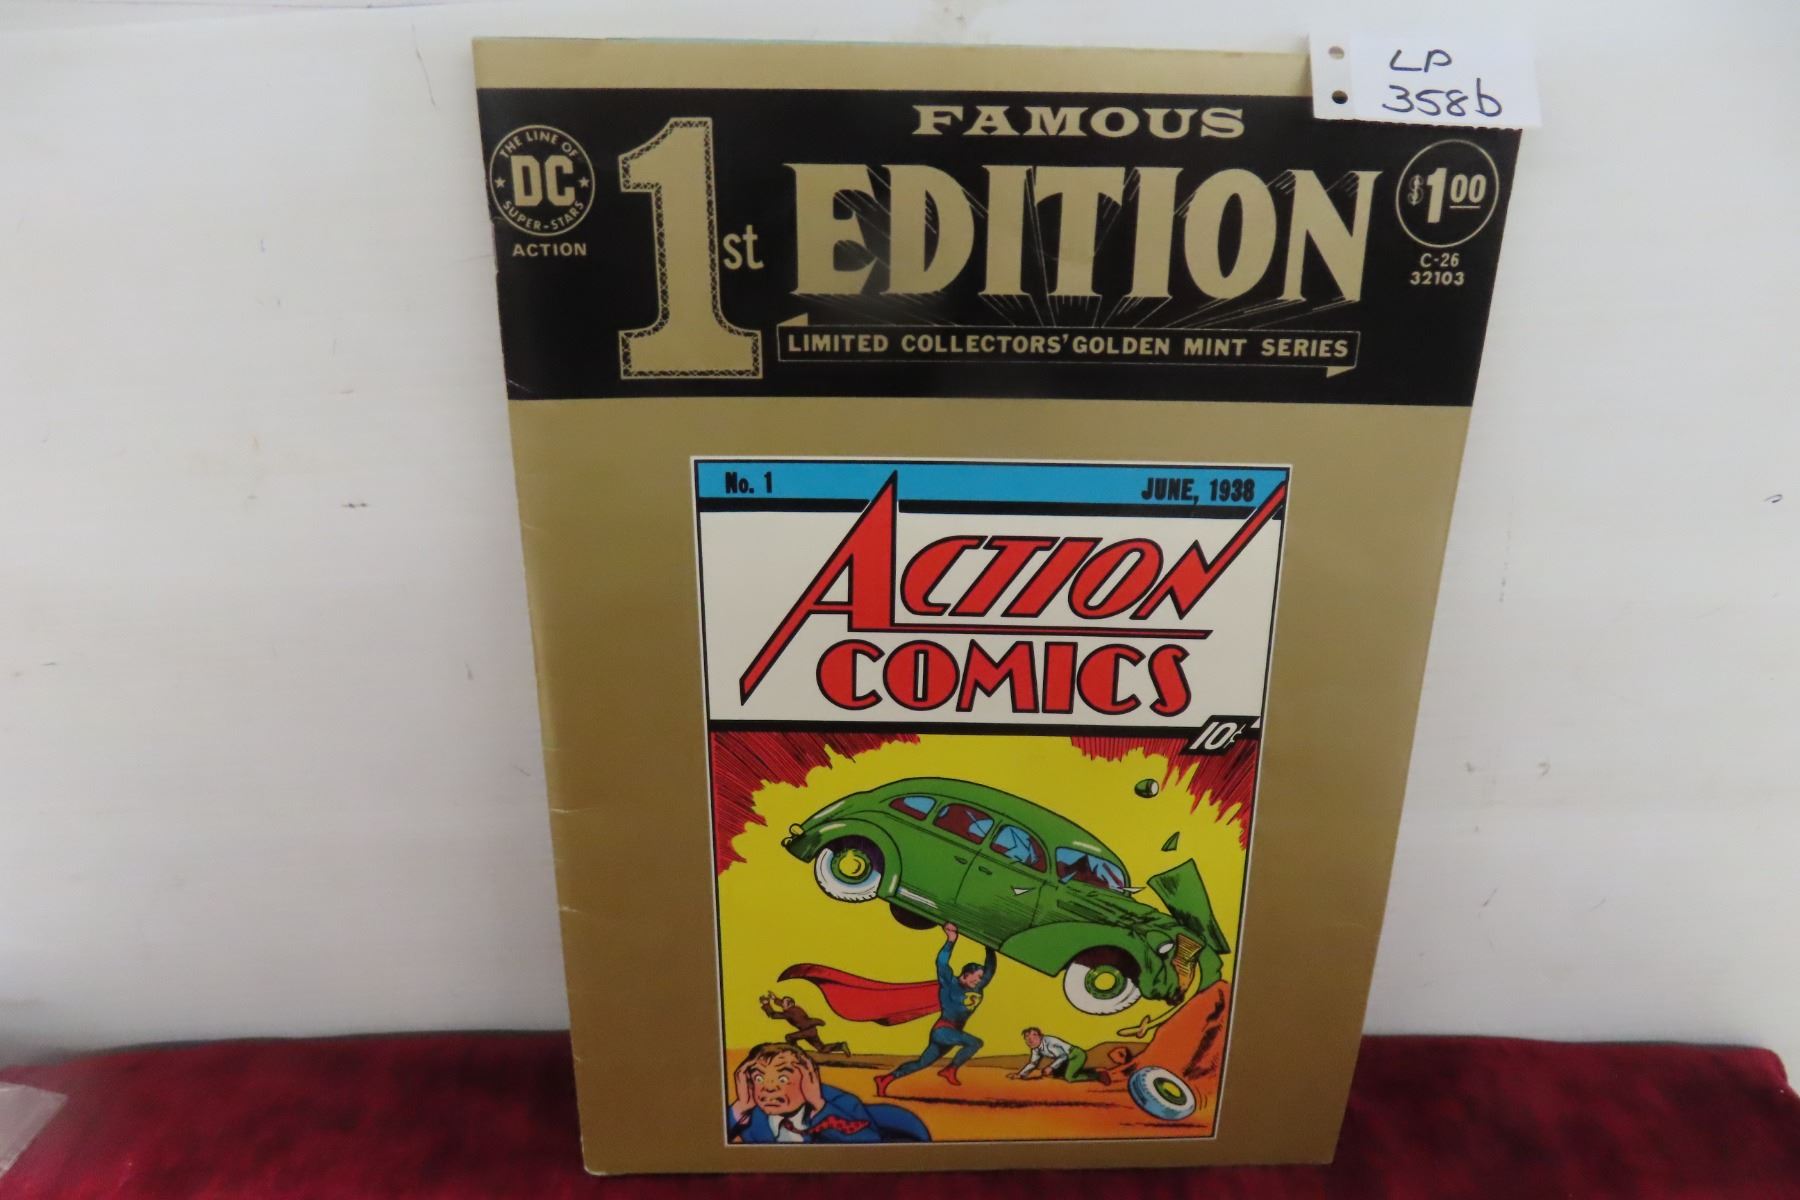 LP
358b
FAMOUS
1st EDITION
LIMITED COLLECTORS' GOLDEN MINT SERIES
THE LINE OF
DC
SUPER-STARS
ACTION
$1.00
C-26
32103
No. 1 JUNE, 1938
ACTION
COMICS
10¢
S